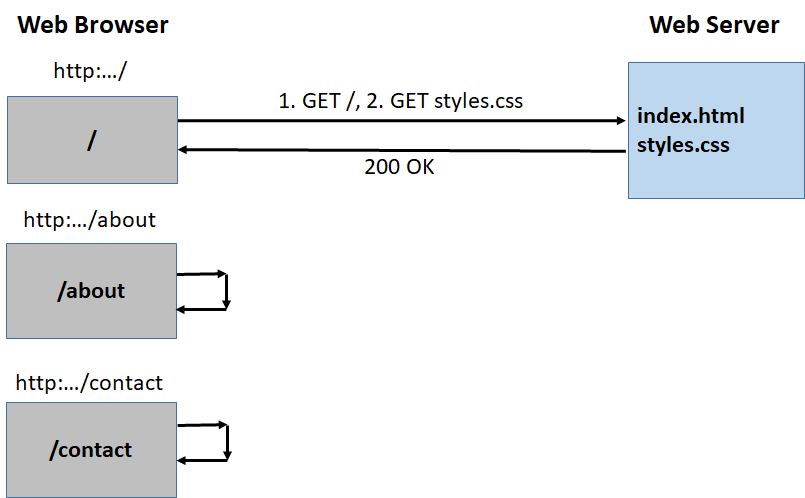 Web Browser
Web Server
http:.../
1. GET /, 2. GET styles.css
/
index.html
styles.css
200 OK
http:.../about
/about
http:.../contact
/contact